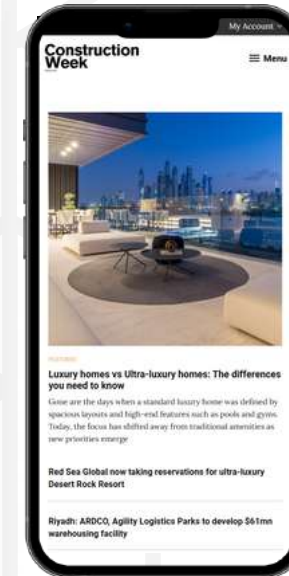 My Account
Construction
Week
Menu
FEATURED
Luxury homes vs Ultra-luxury homes: The differences
you need to know
Gone are the days when a standard luxury home was defined by
spacious layouts and high-end features such as pools and gyms.
Today, the focus has shifted away from traditional amenities as
new priorities emerge
Red Sea Global now taking reservations for ultra-luxury
Desert Rock Resort
Riyadh: ARDCO, Agility Logistics Parks to develop $61mn
warehousing facility